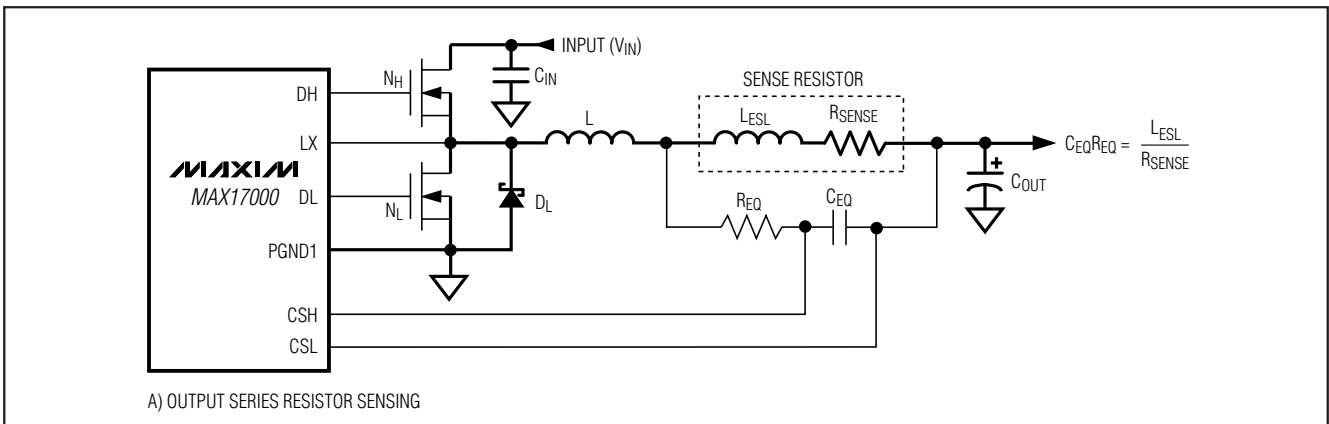 INPUT (VIN)
NH
CIN
DH
SENSE RESISTOR
L
LESL
RSENSE
LX
CEQREQ = LESL
RSENSE
+
COUT
MAXIM
MAX17000
DL
NL
DL
REQ
CEQ
PGND1
CSH
CSL
A) OUTPUT SERIES RESISTOR SENSING